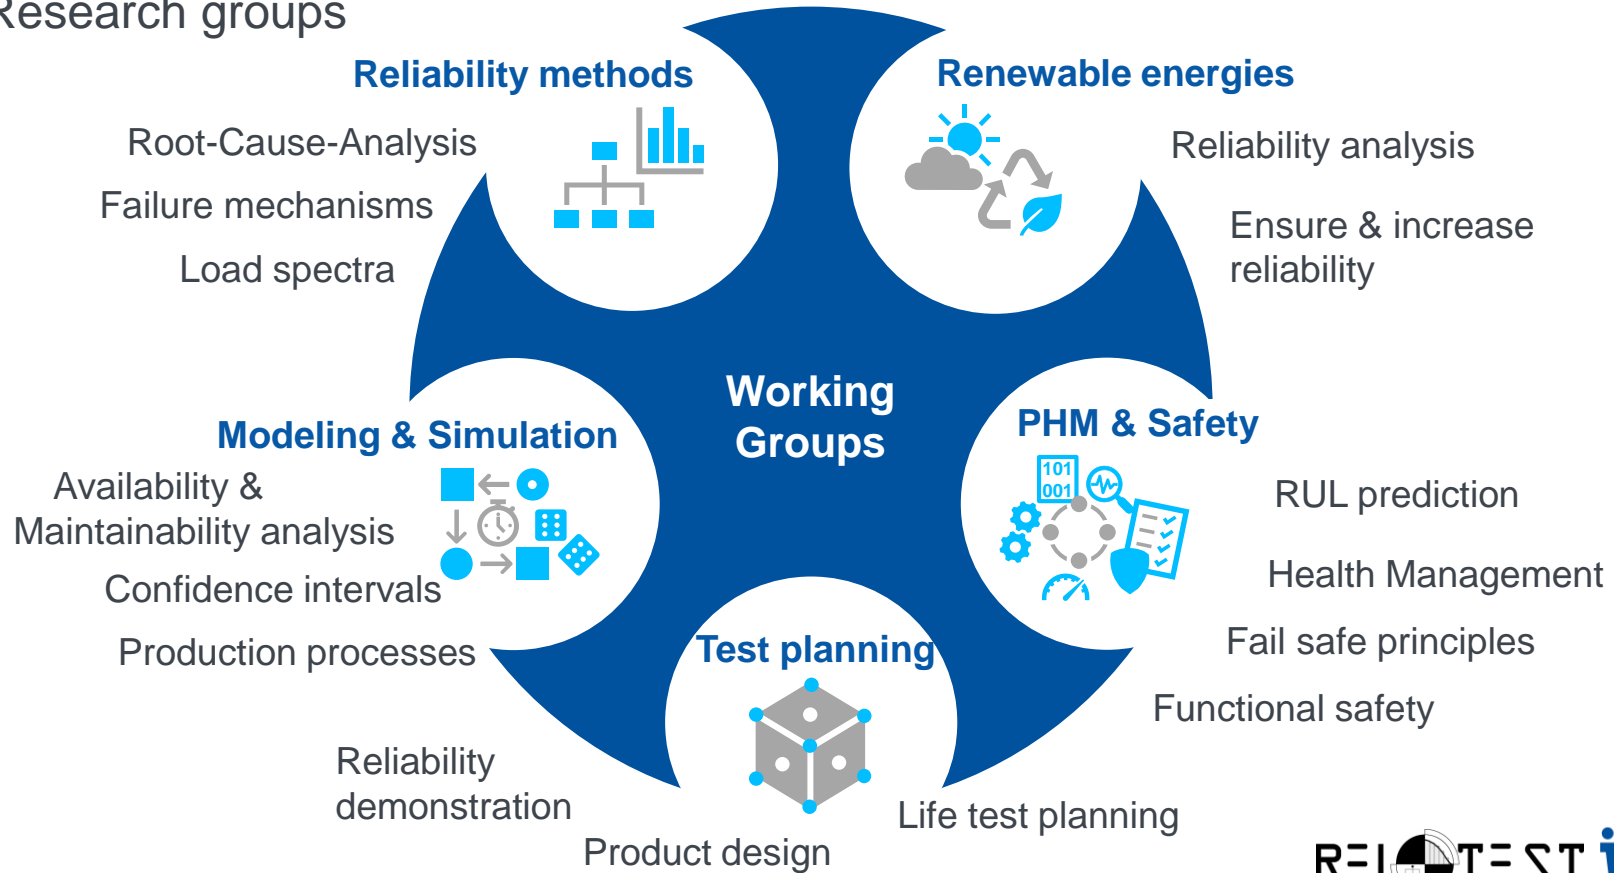 Research groups
Reliability methods
Root-Cause-Analysis
Failure mechanisms
Load spectra
Renewable energies
Reliability analysis
Ensure & increase
reliability
Working
Groups
Modeling & Simulation
Availability &
Maintainability analysis
Confidence intervals
Production processes
PHM & Safety
101
001
RUL prediction
Health Management
Fail safe principles
Functional safety
Test planning
Reliability
demonstration
Product design
Life test planning